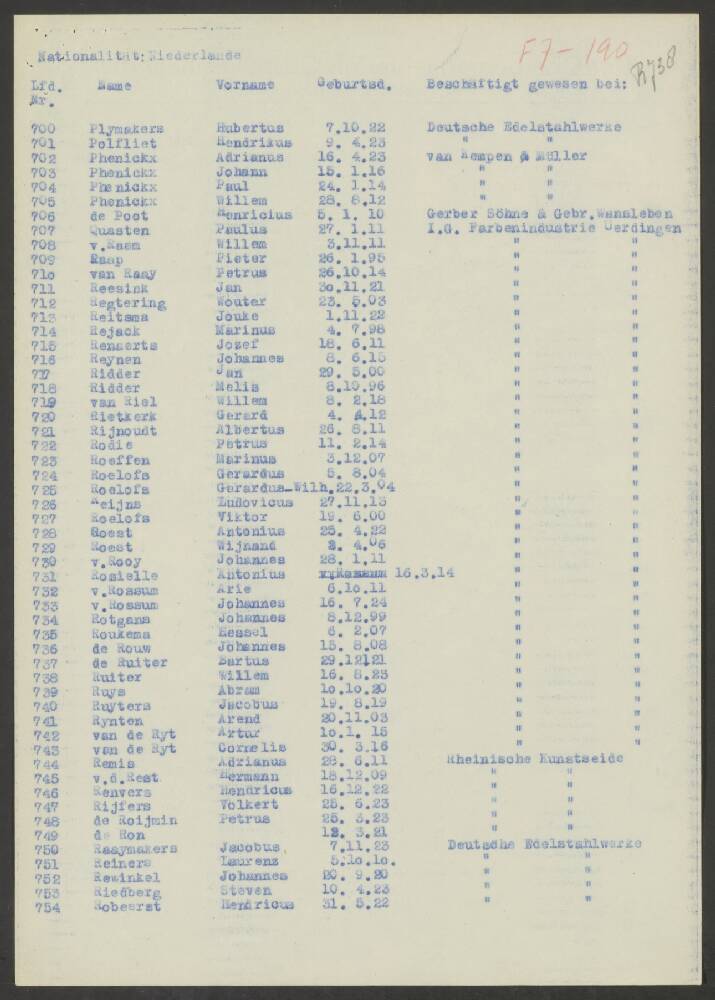 F7-190
R738
Nationalität: Niederlande
Lfd. Name Vorname Geburtsd. Beschäftigt gewesen bei:
Nr.
700 Plymakers Hubertus 7.10.22 Deutsche Edelstahlwerke
701 Polfliet Hendrikus 9. 4.23 " "
702 Phenickx Adrianus 16. 4.23 van Kempen & Müller
703 Phenickx Johann 15. 1.16 " "
704 Phenickx Paul 24. 1.14 " "
705 Phenickx Willem 28. 8.12 " "
706 de Poot Henricius 5. 1. 10 Gerber Söhne & Gebr.Wansleben
707 Quasten Paulus 27. 1.11 I.G. Farbenindustrie Uerdingen
708 v.Raam Willem 3.11.11 " "
709 Raap Pieter 26. 1.95 " "
71o van Raay Petrus 26.10.14 " "
711 Reesink Jan 3o.11.21 " "
712 Regtering Wouter 23. 5.03 " "
713 Reitsma Jouke 1.11.22 " "
714 Rejack Marinus 4. 7.98 " "
715 Renaerts Jozef 18. 6.11 " "
716 Reynen Johannes 8. 6.15 " "
717 Ridder Jan 29. 5.00 " "
718 Ridder Melis 8.10.96 " "
719 van Riel Willem 8. 2.18 " "
720 Rietkerk Gerard 4. 4.12 " "
721 Rijnoudt Albertus 26. 8.11 " "
722 Rodie Petrus 11. 2.14 " "
723 Roeffen Marinus 3.12.07 " "
724 Roelofs Gerardus 5. 8.04 " "
725 Roelofs Gerardus-Wilh.22.3.04 " "
726 Reijns Ludovicus 27.11.13 " "
727 Roelofs Viktor 19. 6.00 " "
728 Roest Antonius 25. 4.22 " "
729 Roest Wijnand 2. 4.06 " "
730 v.Rooy Johannes 28. 1.11 " "
731 Rosielle Antonius 16.3.14 " "
732 v.Rossum Arie 6.1o.11 " "
733 v.Rossum Johannes 16. 7.24 " "
734 Rotgans Johannes 8.12.99 " "
735 Roukema Hessel 6. 2.07 " "
736 de Rouw Johannes 15. 8.08 " "
737 de Ruiter Bartus 29.12.21 " "
738 Ruiter Willem 16. 8.23 " "
739 Ruys Abram 1o.1o.20 " "
740 Ruyters Jacobus 19. 8.19 " "
741 Rynten Arend 20.11.03 " "
742 van de Ryt Artur 1o.1. 15 " "
743 van de Ryt Cornelis 30. 3.16 " "
744 Remis Adrianus 28. 6.11 Rheinische Kunstseide
745 v.d.Rest Hermann 18.12.09 " "
746 Renvers Hendricus 16.12.22 " "
747 Rijfers Volkert 25. 6.23 " "
748 de Roijmin Petrus 25. 3.23 " "
749 de Ron 12. 3.21 " "
750 Raaymakers Jacobus 7.11.23 Deutsche Edelstahlwerke
751 Reiners Laurenz 5.1o.1o. " "
752 Rewinkel Johannes 20. 9.20 " "
753 Riedberg Steven 10. 4.23 " "
754 Robeerst Hendricus 31. 5.22 " "